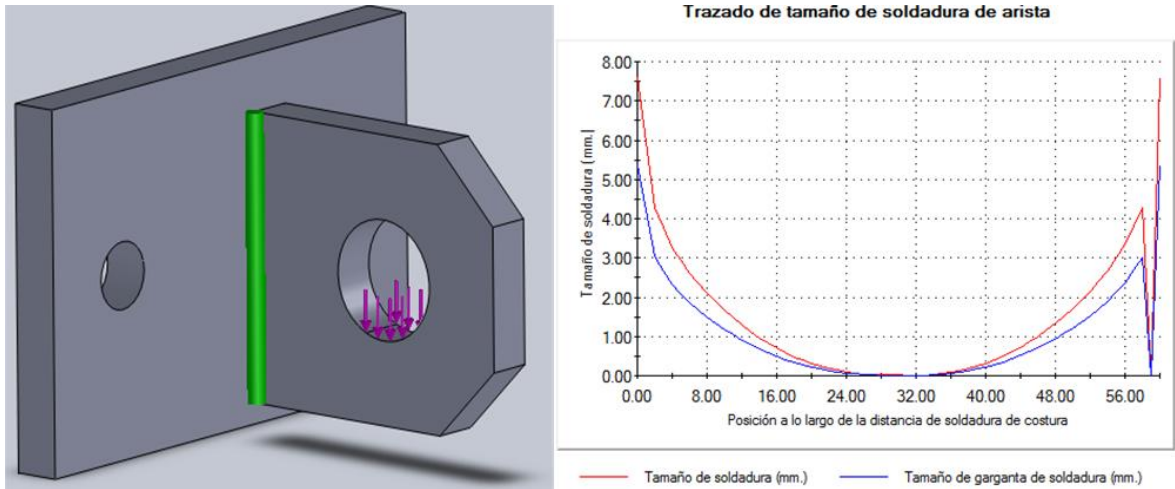 Trazado de tamaño de soldadura de arista
Tamaño de soldadura (mm.)
8.00
7.00
6.00
5.00
4.00
3.00
2.00
1.00
0.00
0.00 8.00 16.00 24.00 32.00 40.00 48.00 56.00
Posición a lo largo de la distancia de soldadura de costura
Tamaño de soldadura (mm.) Tamaño de garganta de soldadura (mm.)